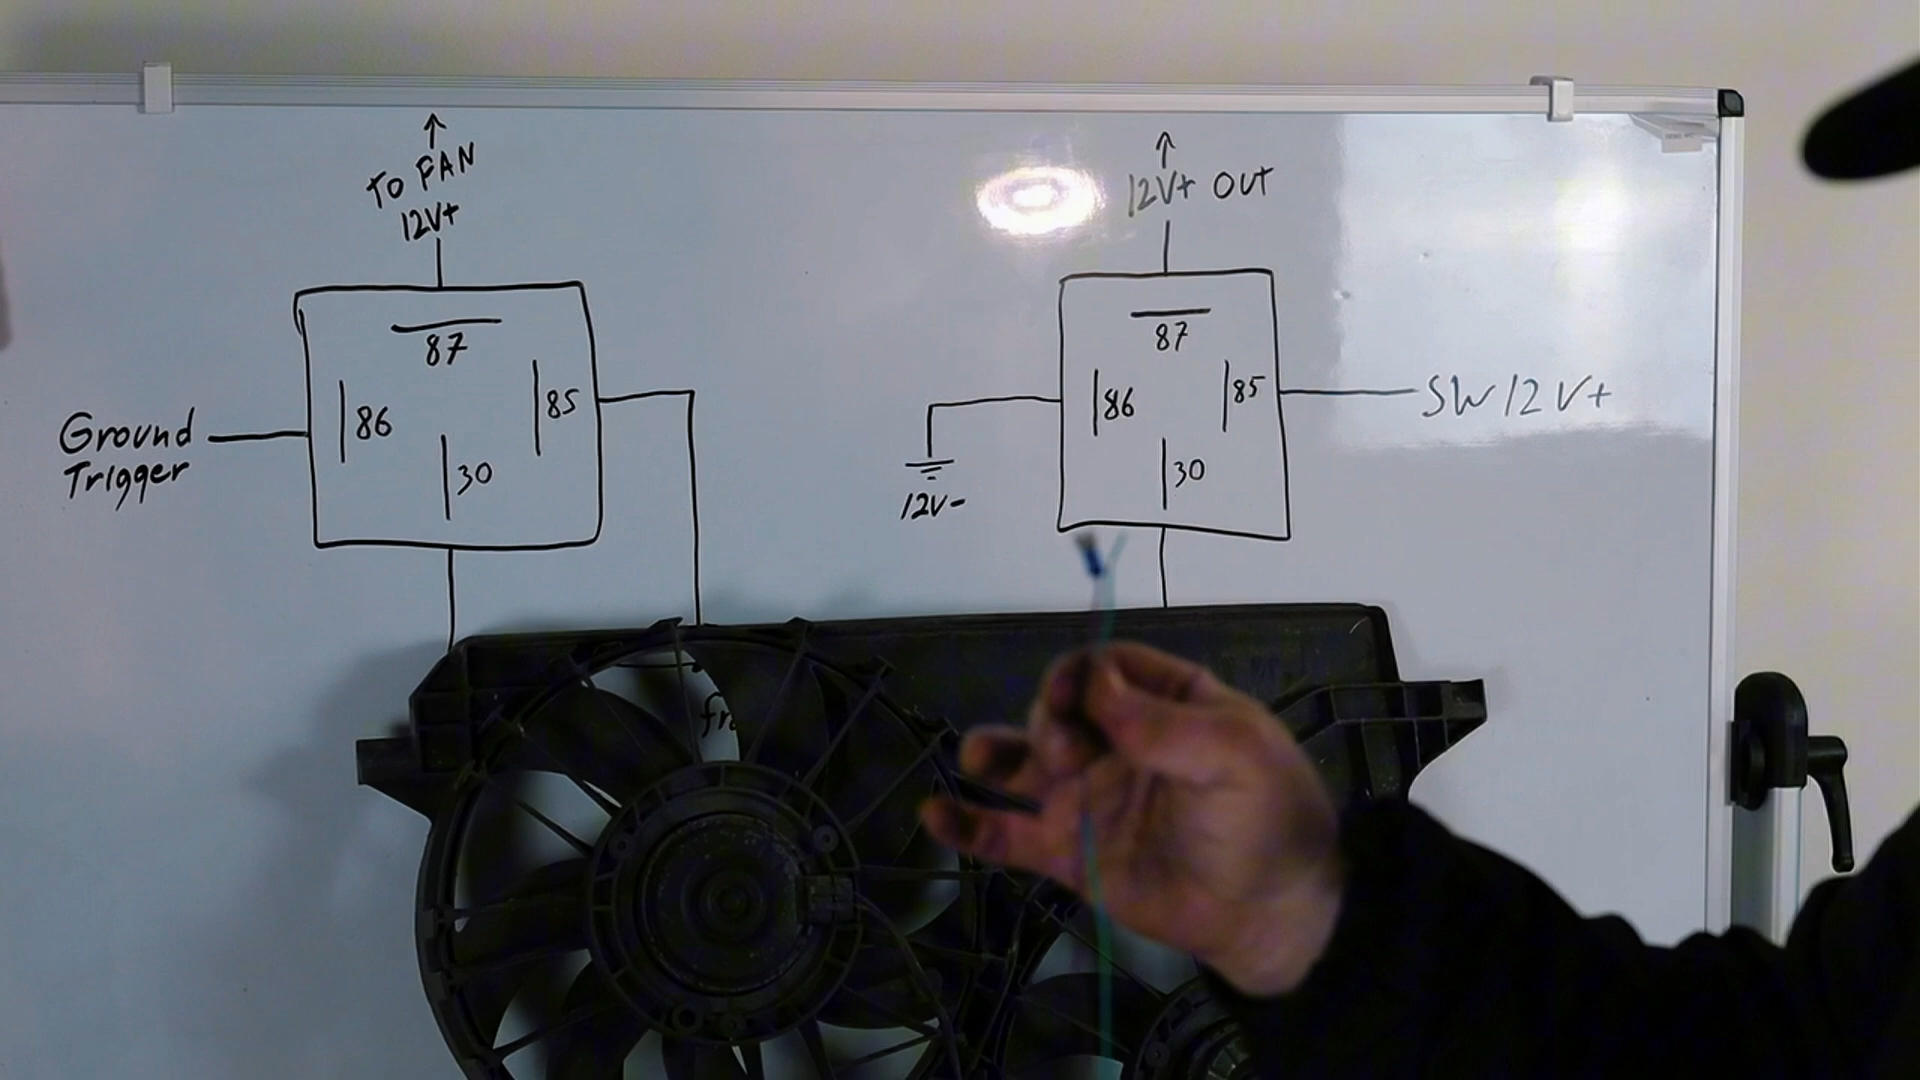 TO FAN
12V+
87
86
85
30
Ground
Trigger
12V+ OUT
87
86
85
30
SW 12V+
12V-